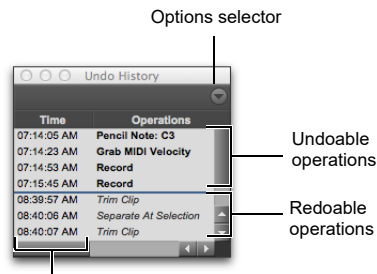 Options selector
Undo History
Time Operations
07:14:05 AM Pencil Note: C3
07:14:23 AM Grab MIDI Velocity
07:14:53 AM Record
07:15:45 AM Record
Undoable
operations
08:39:57 AM Trim Clip
08:40:06 AM Separate At Selection
08:40:07 AM Trim Clip
Redoable
operations